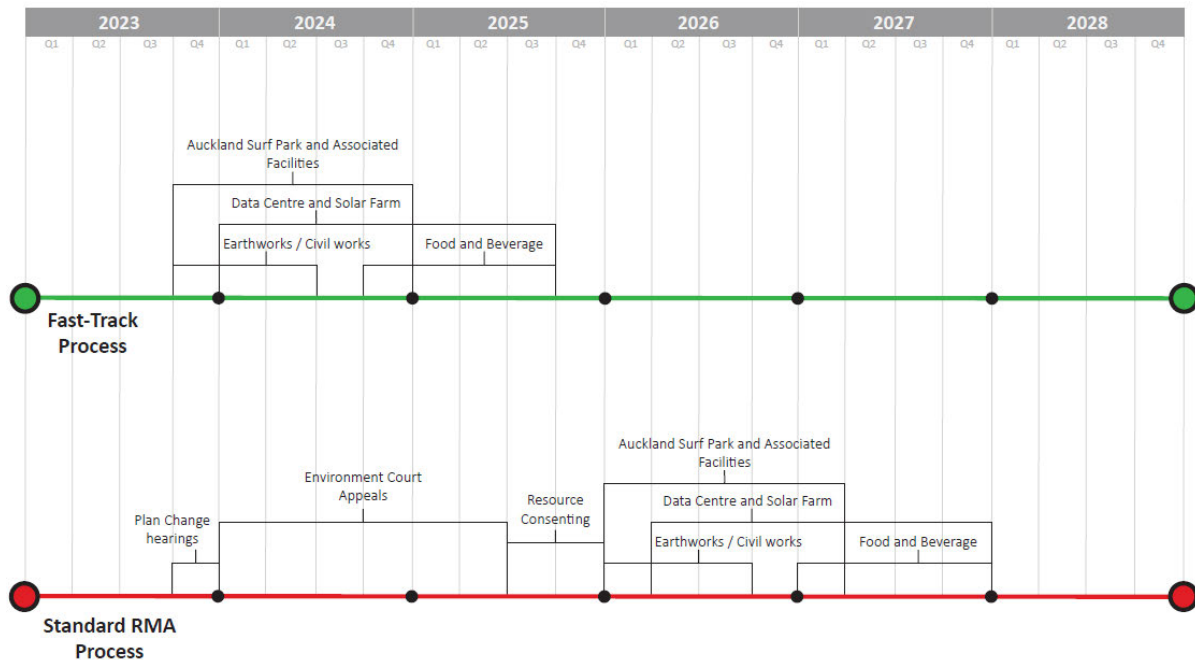 2023 2024 2025 2026 2027 2028
Q1 Q2 Q3 Q4 Q1 Q2 Q3 Q4 Q1 Q2 Q3 Q4 Q1 Q2 Q3 Q4 Q1 Q2 Q3 Q4 Q1 Q2 Q3 Q4
Auckland Surf Park and Associated
Facilities
Data Centre and Solar Farm
Earthworks / Civil works
Food and Beverage
Fast-Track
Process
Plan Change
hearings
Environment Court
Appeals
Resource
Consenting
Auckland Surf Park and Associated
Facilities
Data Centre and Solar Farm
Earthworks / Civil works
Food and Beverage
Standard RMA
Process